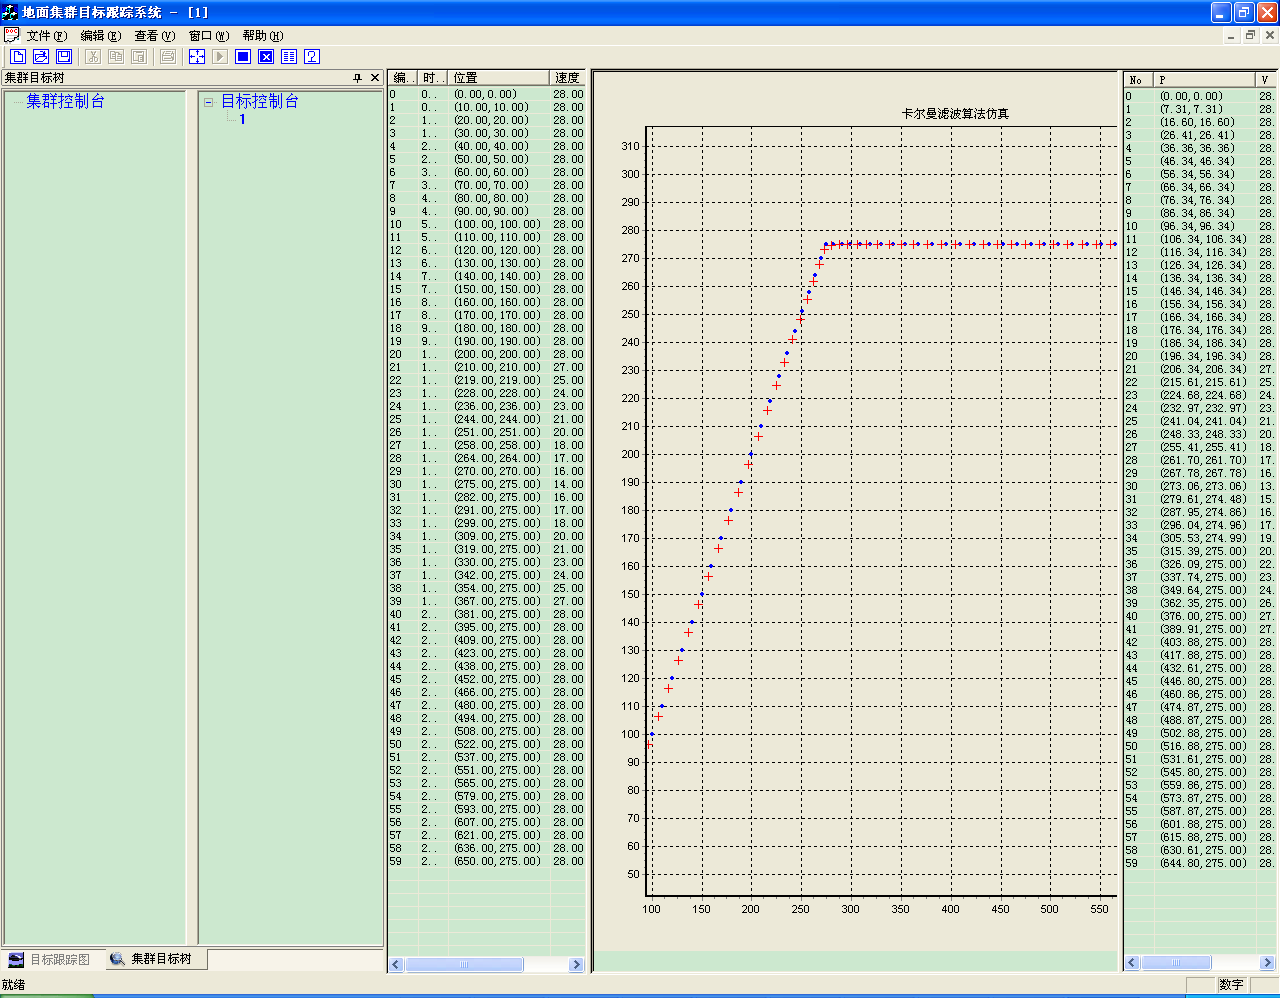 地面集群目标跟踪系统 - [1]
文件(F) 编辑(E) 查看(V) 窗口(W) 帮助(H)
集群目标树
集群控制台
目标控制台
1
编.. 时.. 位置 速度
0 0.. (0.00,0.00) 28.00
1 0.. (10.00,10.00) 28.00
2 1.. (20.00,20.00) 28.00
3 1.. (30.00,30.00) 28.00
4 2.. (40.00,40.00) 28.00
5 2.. (50.00,50.00) 28.00
6 3.. (60.00,60.00) 28.00
7 3.. (70.00,70.00) 28.00
8 4.. (80.00,80.00) 28.00
9 4.. (90.00,90.00) 28.00
10 5.. (100.00,100.00) 28.00
11 5.. (110.00,110.00) 28.00
12 6.. (120.00,120.00) 28.00
13 6.. (130.00,130.00) 28.00
14 7.. (140.00,140.00) 28.00
15 7.. (150.00,150.00) 28.00
16 8.. (160.00,160.00) 28.00
17 8.. (170.00,170.00) 28.00
18 9.. (180.00,180.00) 28.00
19 9.. (190.00,190.00) 28.00
20 1.. (200.00,200.00) 28.00
21 1.. (210.00,210.00) 27.00
22 1.. (219.00,219.00) 25.00
23 1.. (228.00,228.00) 24.00
24 1.. (236.00,236.00) 23.00
25 1.. (244.00,244.00) 21.00
26 1.. (251.00,251.00) 20.00
27 1.. (258.00,258.00) 18.00
28 1.. (264.00,264.00) 17.00
29 1.. (270.00,270.00) 16.00
30 1.. (275.00,275.00) 14.00
31 1.. (282.00,275.00) 16.00
32 1.. (291.00,275.00) 17.00
33 1.. (299.00,275.00) 18.00
34 1.. (309.00,275.00) 20.00
35 1.. (319.00,275.00) 21.00
36 1.. (330.00,275.00) 23.00
37 1.. (342.00,275.00) 24.00
38 1.. (354.00,275.00) 25.00
39 1.. (367.00,275.00) 27.00
40 2.. (381.00,275.00) 28.00
41 2.. (395.00,275.00) 28.00
42 2.. (409.00,275.00) 28.00
43 2.. (423.00,275.00) 28.00
44 2.. (438.00,275.00) 28.00
45 2.. (452.00,275.00) 28.00
46 2.. (466.00,275.00) 28.00
47 2.. (480.00,275.00) 28.00
48 2.. (494.00,275.00) 28.00
49 2.. (508.00,275.00) 28.00
50 2.. (522.00,275.00) 28.00
51 2.. (537.00,275.00) 28.00
52 2.. (551.00,275.00) 28.00
53 2.. (565.00,275.00) 28.00
54 2.. (579.00,275.00) 28.00
55 2.. (593.00,275.00) 28.00
56 2.. (607.00,275.00) 28.00
57 2.. (621.00,275.00) 28.00
58 2.. (636.00,275.00) 28.00
59 2.. (650.00,275.00) 28.00
卡尔曼滤波算法仿真
310
300
290
280
270
260
250
240
230
220
210
200
190
180
170
160
150
140
130
120
110
100
90
80
70
60
50
100 150 200 250 300 350 400 450 500 550
No P V
0 (0.00,0.00) 28.
1 (7.31,7.31) 28.
2 (16.60,16.60) 28.
3 (26.41,26.41) 28.
4 (36.36,36.36) 28.
5 (46.34,46.34) 28.
6 (56.34,56.34) 28.
7 (66.34,66.34) 28.
8 (76.34,76.34) 28.
9 (86.34,86.34) 28.
10 (96.34,96.34) 28.
11 (106.34,106.34) 28.
12 (116.34,116.34) 28.
13 (126.34,126.34) 28.
14 (136.34,136.34) 28.
15 (146.34,146.34) 28.
16 (156.34,156.34) 28.
17 (166.34,166.34) 28.
18 (176.34,176.34) 28.
19 (186.34,186.34) 28.
20 (196.34,196.34) 28.
21 (206.34,206.34) 27.
22 (215.61,215.61) 25.
23 (224.68,224.68) 24.
24 (232.97,232.97) 23.
25 (241.04,241.04) 21.
26 (248.33,248.33) 20.
27 (255.41,255.41) 18.
28 (261.70,261.70) 17.
29 (267.78,267.78) 16.
30 (273.06,273.06) 13.
31 (279.61,274.48) 15.
32 (287.95,274.86) 16.
33 (296.04,274.96) 17.
34 (305.53,274.99) 19.
35 (315.39,275.00) 20.
36 (326.09,275.00) 22.
37 (337.74,275.00) 23.
38 (349.64,275.00) 24.
39 (362.35,275.00) 26.
40 (376.00,275.00) 27.
41 (389.91,275.00) 27.
42 (403.88,275.00) 28.
43 (417.88,275.00) 28.
44 (432.61,275.00) 28.
45 (446.80,275.00) 28.
46 (460.86,275.00) 28.
47 (474.87,275.00) 28.
48 (488.87,275.00) 28.
49 (502.88,275.00) 28.
50 (516.88,275.00) 28.
51 (531.61,275.00) 28.
52 (545.80,275.00) 28.
53 (559.86,275.00) 28.
54 (573.87,275.00) 28.
55 (587.87,275.00) 28.
56 (601.88,275.00) 28.
57 (615.88,275.00) 28.
58 (630.61,275.00) 28.
59 (644.80,275.00) 28.
目标跟踪图 集群目标树
就绪 数字